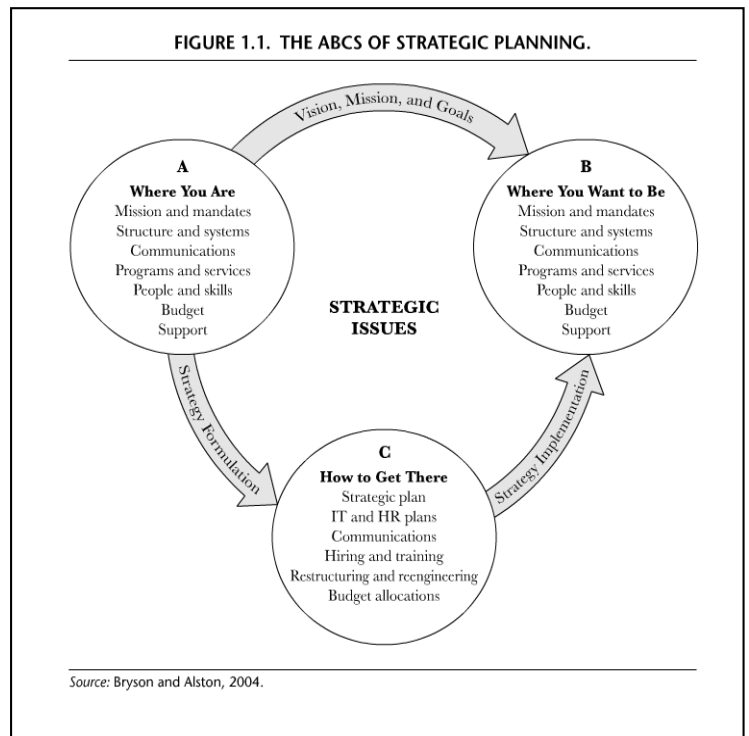 FIGURE 1.1. THE ABCS OF STRATEGIC PLANNING.
Vision, Mission, and Goals
A
Where You Are
Mission and mandates
Structure and systems
Communications
Programs and services
People and skills
Budget
Support
B
Where You Want to Be
Mission and mandates
Structure and systems
Communications
Programs and services
People and skills
Budget
Support
STRATEGIC
ISSUES
Strategy Formulation
Strategy Implementation
C
How to Get There
Strategic plan
IT and HR plans
Communications
Hiring and training
Restructuring and reengineering
Budget allocations
Source: Bryson and Alston, 2004.